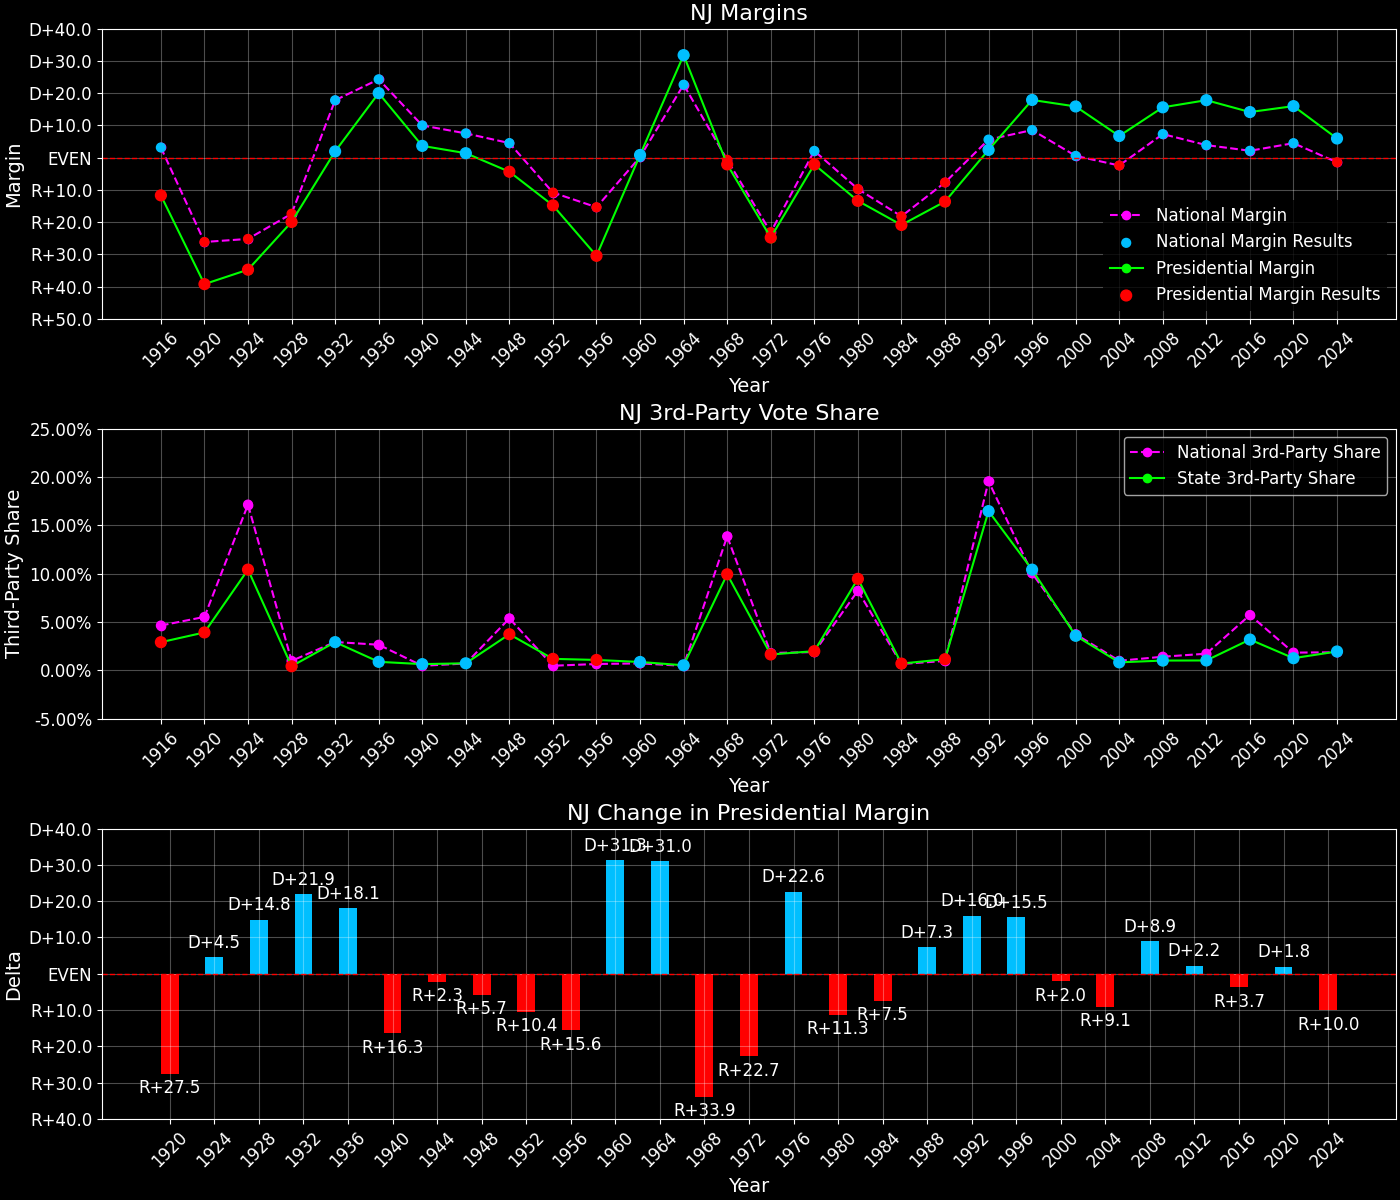 NJ Margins
D+40.0
D+30.0
D+20.0
D+10.0
EVEN
R+10.0
R+20.0
R+30.0
R+40.0
R+50.0
Margin
National Margin
National Margin Results
Presidential Margin
Presidential Margin Results
1916 1920 1924 1928 1932 1936 1940 1944 1948 1952 1956 1960 1964 1968 1972 1976 1980 1984 1988 1992 1996 2000 2004 2008 2012 2016 2020 2024
Year
NJ 3rd-Party Vote Share
25.00%
20.00%
15.00%
10.00%
5.00%
0.00%
-5.00%
Third-Party Share
National 3rd-Party Share
State 3rd-Party Share
1916 1920 1924 1928 1932 1936 1940 1944 1948 1952 1956 1960 1964 1968 1972 1976 1980 1984 1988 1992 1996 2000 2004 2008 2012 2016 2020 2024
Year
NJ Change in Presidential Margin
D+40.0
D+30.0
D+20.0
D+10.0
EVEN
R+10.0
R+20.0
R+30.0
R+40.0
Delta
R+27.5
D+4.5
D+14.8
D+21.9
D+18.1
R+16.3
R+2.3
R+5.7
R+10.4
R+15.6
D+31.3
D+31.0
R+33.9
R+22.7
D+22.6
R+11.3
R+7.5
D+7.3
D+16.0
D+15.5
R+2.0
R+9.1
D+8.9
D+2.2
R+3.7
D+1.8
R+10.0
1920 1924 1928 1932 1936 1940 1944 1948 1952 1956 1960 1964 1968 1972 1976 1980 1984 1988 1992 1996 2000 2004 2008 2012 2016 2020 2024
Year